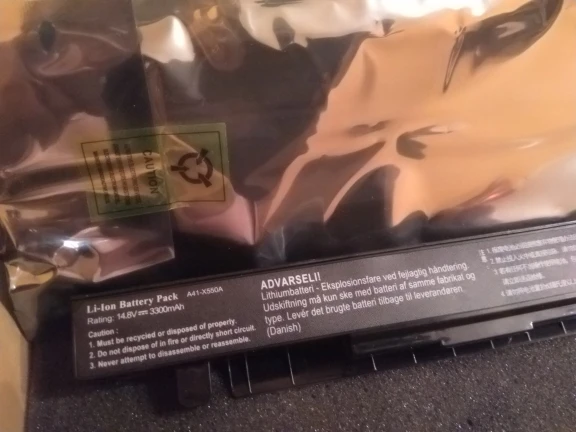 CAUTION
Li-Ion Battery Pack A41-X550A
Rating: 14.8V⎓ 3300mAh
Caution :
1. Must be recycled or disposed of properly.
2. Do not dispose of in fire or directly short circuit.
3. Never attempt to disassemble or reassemble.
ADVARSEL!!
Lithiumbatteri - Eksplosionsfare ved fejlaglig håndtering.
Udskiftning må kun ske med batteri af samme fabrikat og
type. Levér det brugte batteri tilbage til leverandøren.
(Danish)